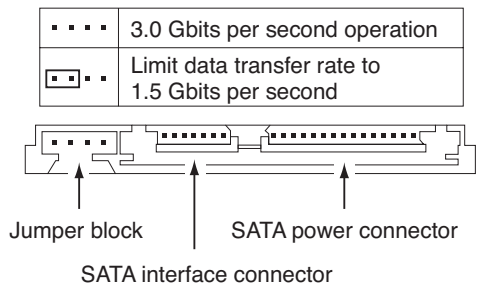 3.0 Gbits per second operation
Limit data transfer rate to
1.5 Gbits per second
Jumper block
SATA power connector
SATA interface connector